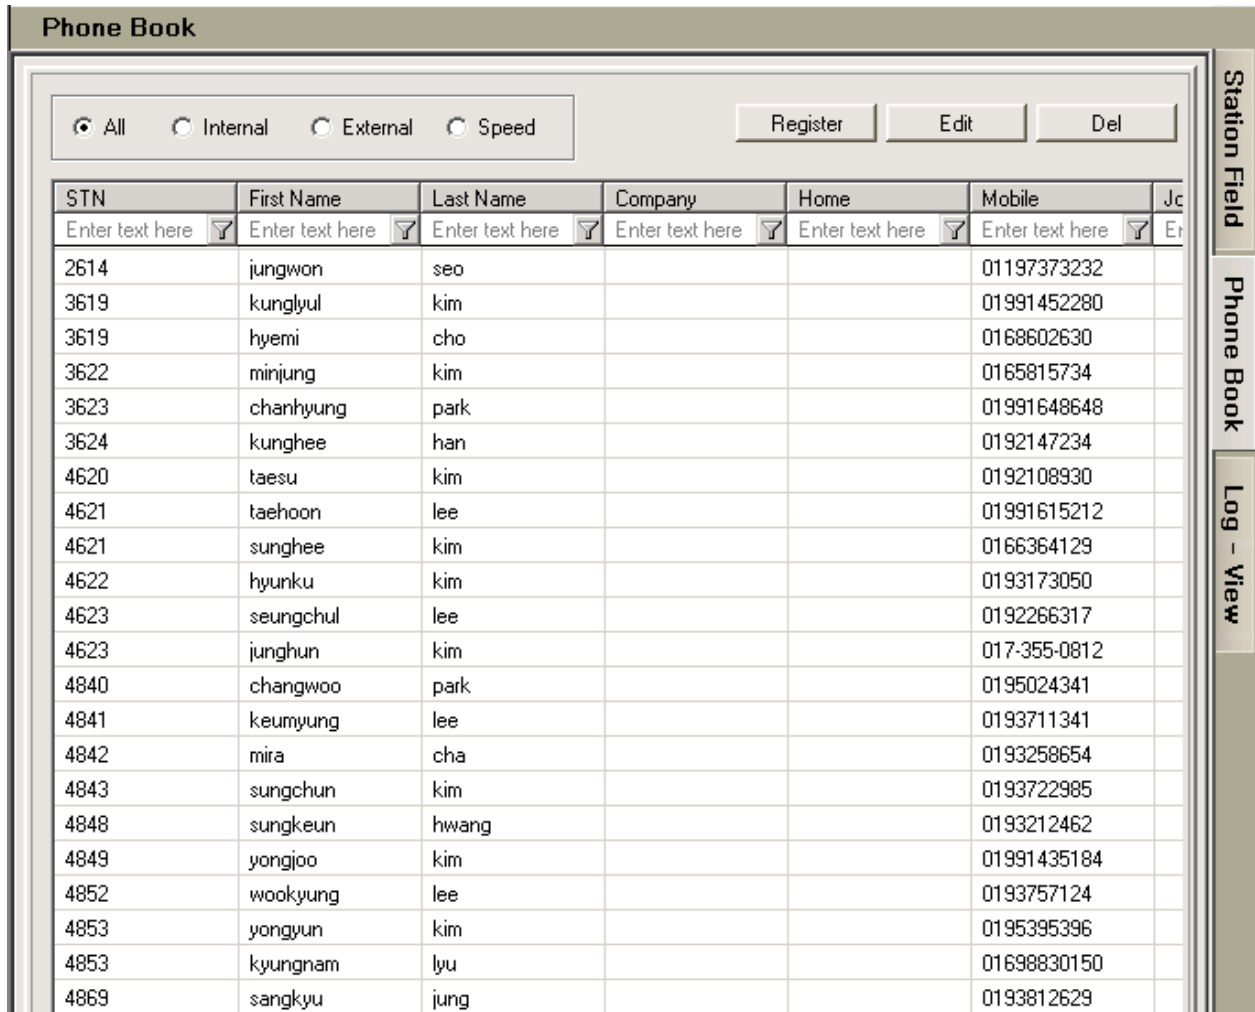 Phone Book
All Internal External Speed Register Edit Del
STN First Name Last Name Company Home Mobile Jo
Enter text here Enter text here Enter text here Enter text here Enter text here Enter text here Er
2614 jungwon seo 01197373232
3619 kunglyul kim 01991452280
3619 hyemi cho 0168602630
3622 minjung kim 0165815734
3623 chanhyung park 01991648648
3624 kunghee han 0192147234
4620 taesu kim 0192108930
4621 taehoon lee 01991615212
4621 sunghee kim 0166364129
4622 hyunku kim 0193173050
4623 seungchul lee 0192266317
4623 junghun kim 017-355-0812
4840 changwoo park 0195024341
4841 keumyung lee 0193711341
4842 mira cha 0193258654
4843 sungchun kim 0193722985
4848 sungkeun hwang 0193212462
4849 yongjoo kim 01991435184
4852 wookyung lee 0193757124
4853 yongyun kim 0195395396
4853 kyungnam lyu 01698830150
4869 sangkyu jung 0193812629
Station Field
Phone Book
Log - View